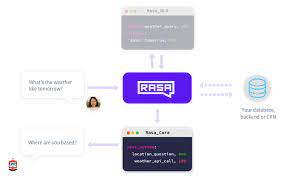 Rasa_NLU
What's the weather
like tomorrow?
RASA
Your database,
backend or CRM
Rasa_Core
Where are you based?
location_question,
weather_api_call,